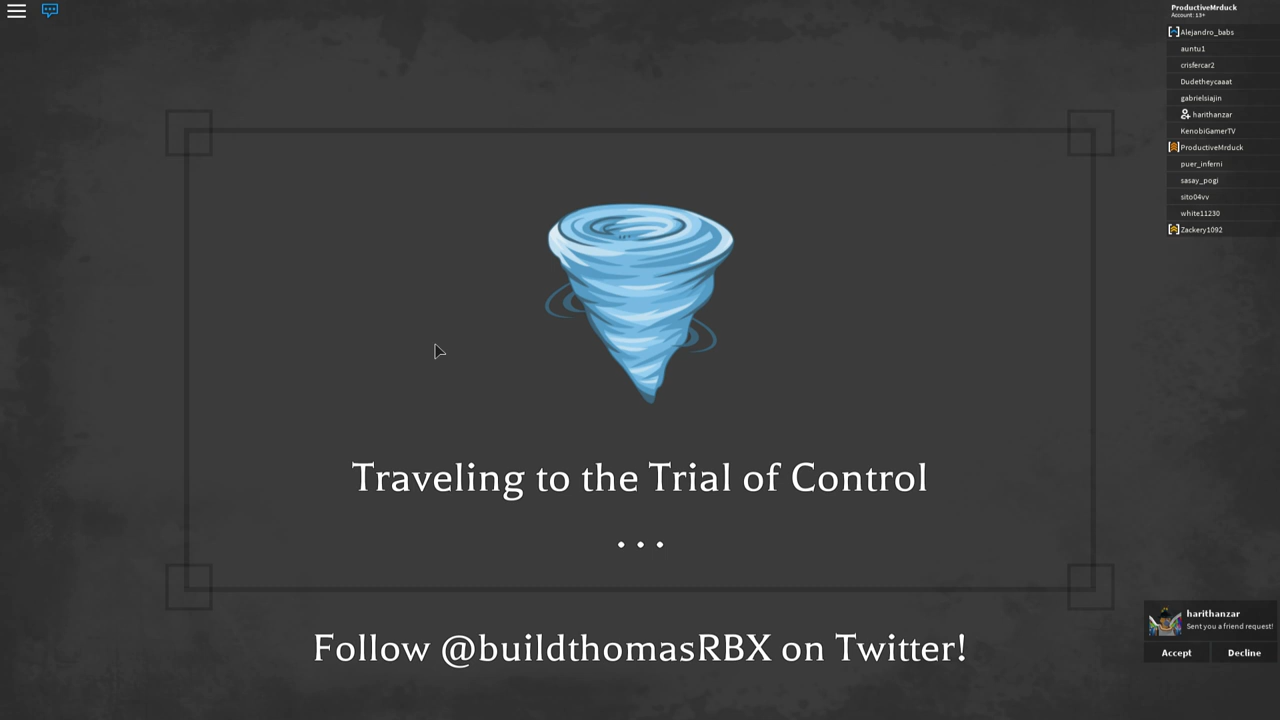 ProductiveMrduck
Account: 13+
Alejandro_babs
auntu1
crisfercar2
Dudetheycaaat
gabrielsiajin
harithanzar
KenobiGamerTV
ProductiveMrduck
puer_inferni
sasay_pogi
sito04vv
white11230
Zackery1092
Traveling to the Trial of Control
...
Follow @buildthomasRBX on Twitter!
harithanzar
Sent you a friend request!
Accept Decline